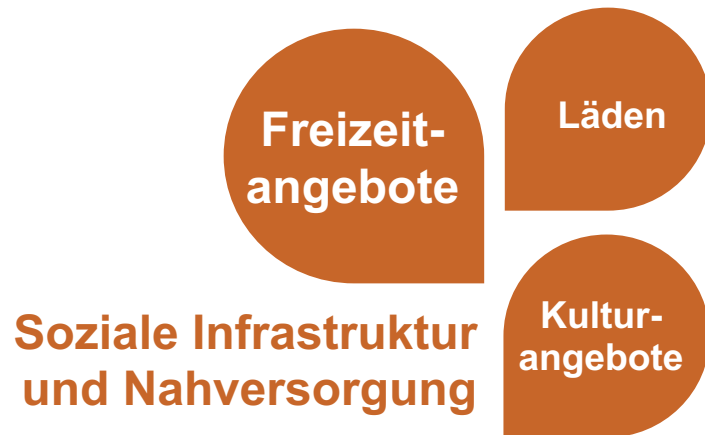 Freizeit-
angebote
Läden
Kultur-
angebote
Soziale Infrastruktur
und Nahversorgung